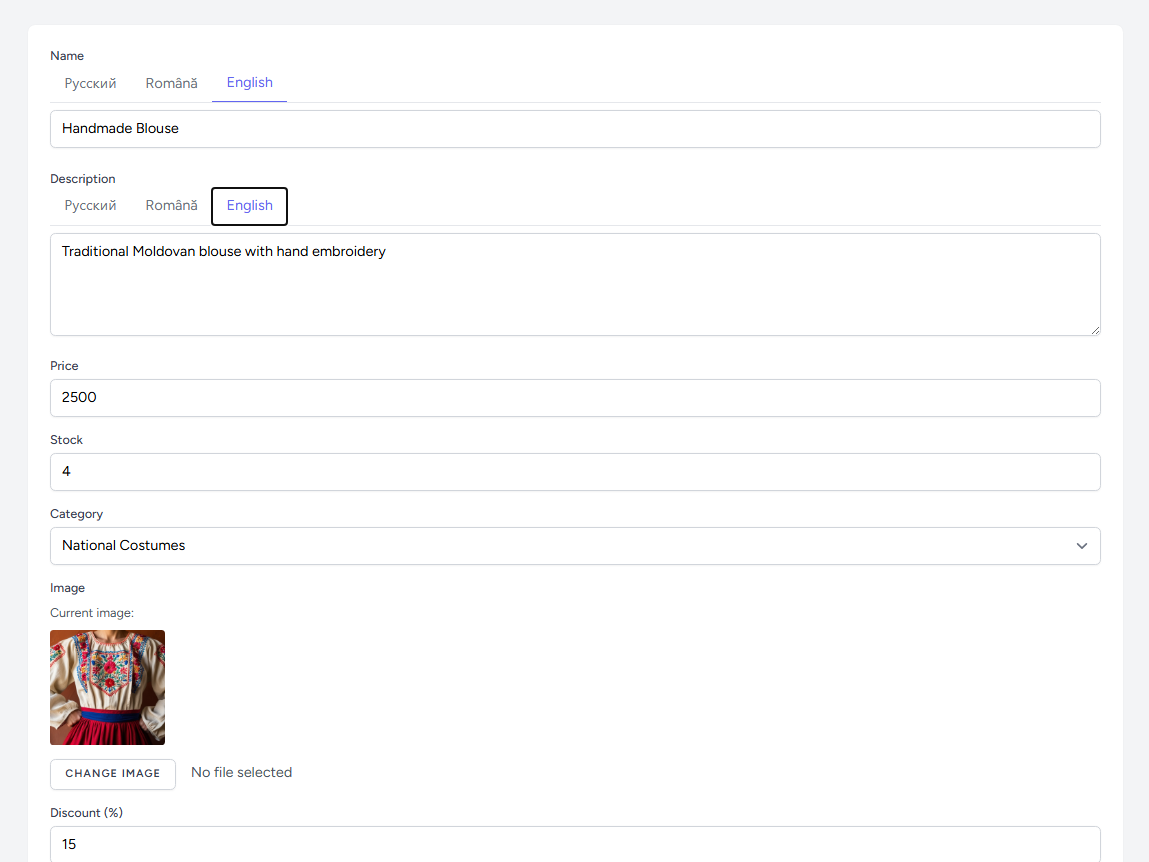 Name
Русский Română English
Handmade Blouse
Description
Русский Română English
Traditional Moldovan blouse with hand embroidery
Price
2500
Stock
4
Category
National Costumes
Image
Current image:
CHANGE IMAGE No file selected
Discount (%)
15